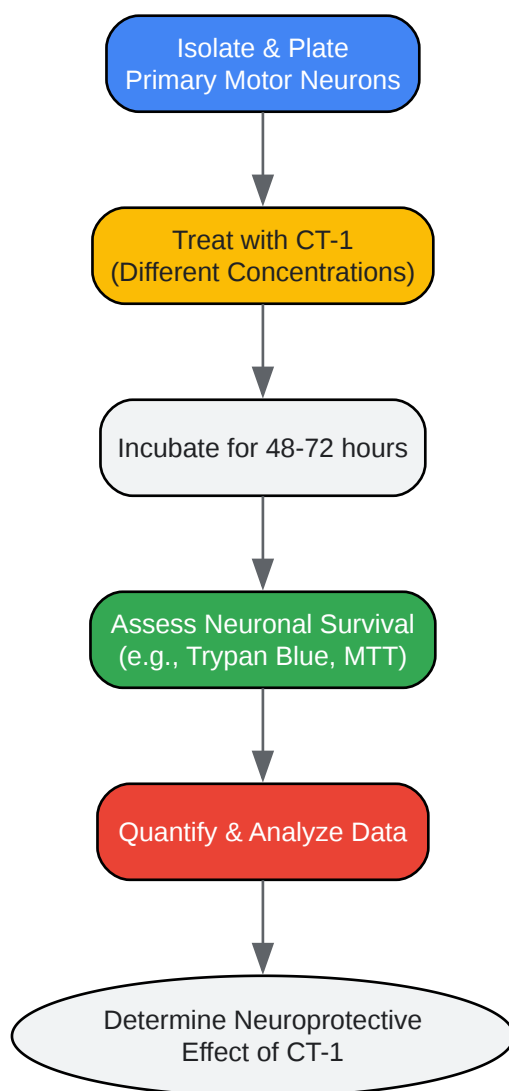 Isolate & Plate
Primary Motor Neurons
Treat with CT-1
(Different Concentrations)
Incubate for 48-72 hours
Assess Neuronal Survival
(e.g., Trypan Blue, MTT)
Quantify & Analyze Data
Determine Neuroprotective
Effect of CT-1